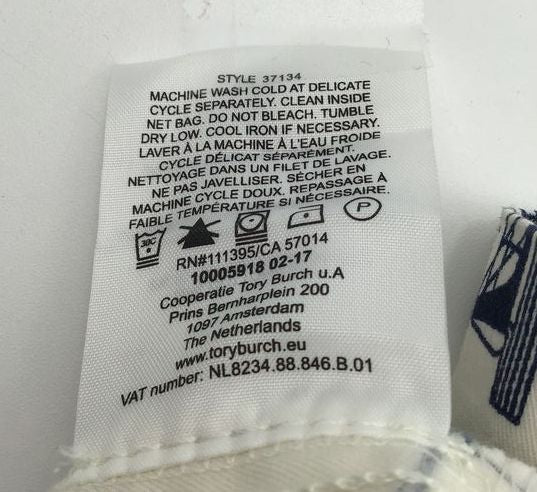 STYLE 37134
MACHINE WASH COLD AT DELICATE
CYCLE SEPARATELY. CLEAN INSIDE
NET BAG. DO NOT BLEACH. TUMBLE
DRY LOW. COOL IRON IF NECESSARY.
LAVER À LA MACHINE À L'EAU FROIDE
CYCLE DÉLICAT SÉPARÉMENT.
NETTOYAGE DANS UN FILET DE LAVAGE.
NE PAS JAVELLISER. SÉCHER EN
MACHINE CYCLE DOUX. REPASSAGE À
FAIBLE TEMPÉRATURE SI NÉCESSAIRE.
30C P
RN#111395/CA 57014
10005918 02-17
Cooperatie Tory Burch u.A
Prins Bernharplein 200
1097 Amsterdam
The Netherlands
www.toryburch.eu
VAT number: NL8234.88.846.B.01